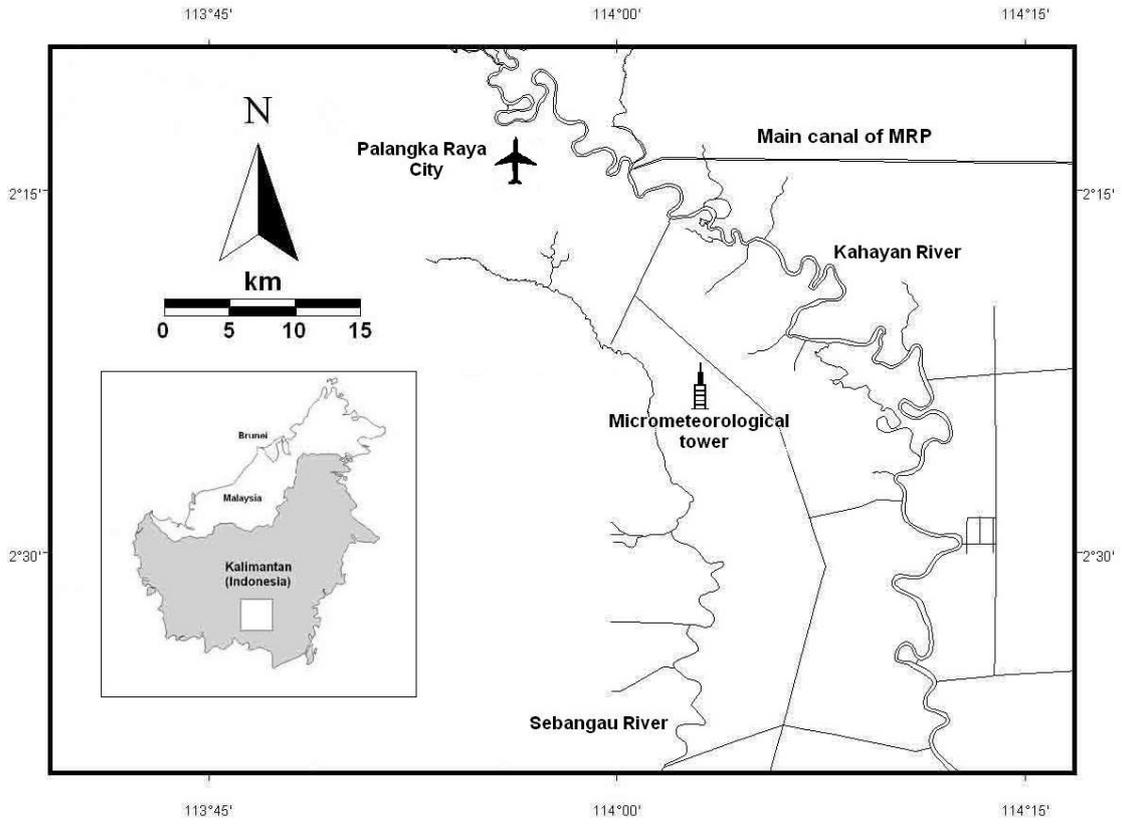 113°45'
114°00'
114°15'
N
Palangka Raya
City
Main canal of MRP
2°15'
2°15'
Kahayan River
km
0 5 10 15
Micrometeorological
tower
Brunei
Malaysia
Kalimantan
(Indonesia)
2°30'
2°30'
Sebangau River
113°45'
114°00'
114°15'